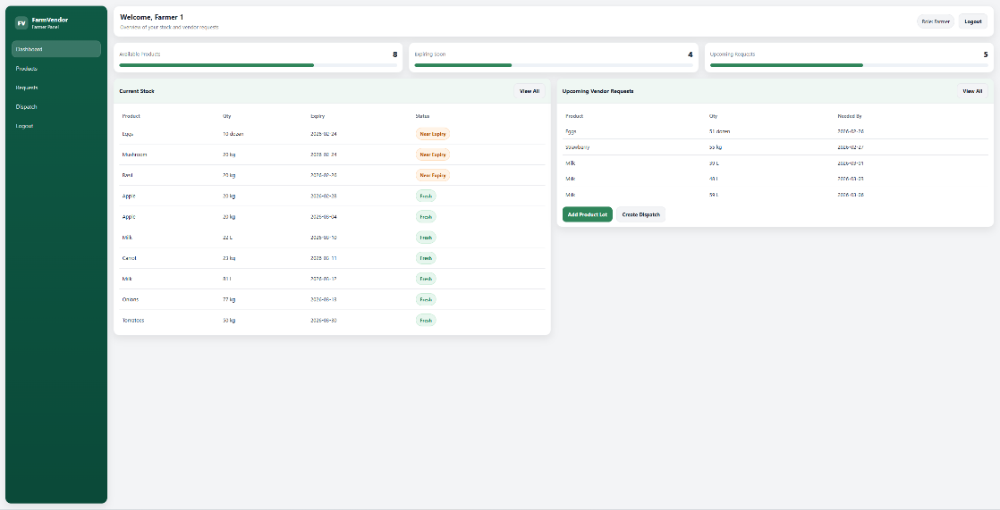 FV
FarmVendor
Farmer Panel
Dashboard
Products
Requests
Dispatch
Logout
Welcome, Farmer 1
Overview of your stock and vendor requests
Role: Farmer
Logout
Available Products 8
Expiring Soon 4
Upcoming Requests 5
Current Stock View All
Product Qty Expiry Status
Eggs 10 dozen 2026-02-24 Near Expiry
Mushroom 20 kg 2026-02-24 Near Expiry
Basil 20 kg 2026-02-26 Near Expiry
Apple 20 kg 2026-02-28 Fresh
Apple 20 kg 2026-03-04 Fresh
Milk 22 L 2026-03-10 Fresh
Carrot 23 kg 2026-03-11 Fresh
Milk 81 L 2026-03-12 Fresh
Onions 77 kg 2026-03-13 Fresh
Tomatoes 50 kg 2026-03-30 Fresh
Upcoming Vendor Requests View All
Product Qty Needed By
Eggs 51 dozen 2026-02-26
Strawberry 55 kg 2026-02-27
Milk 39 L 2026-03-01
Milk 48 L 2026-03-03
Milk 59 L 2026-03-06
Add Product Lot
Create Dispatch